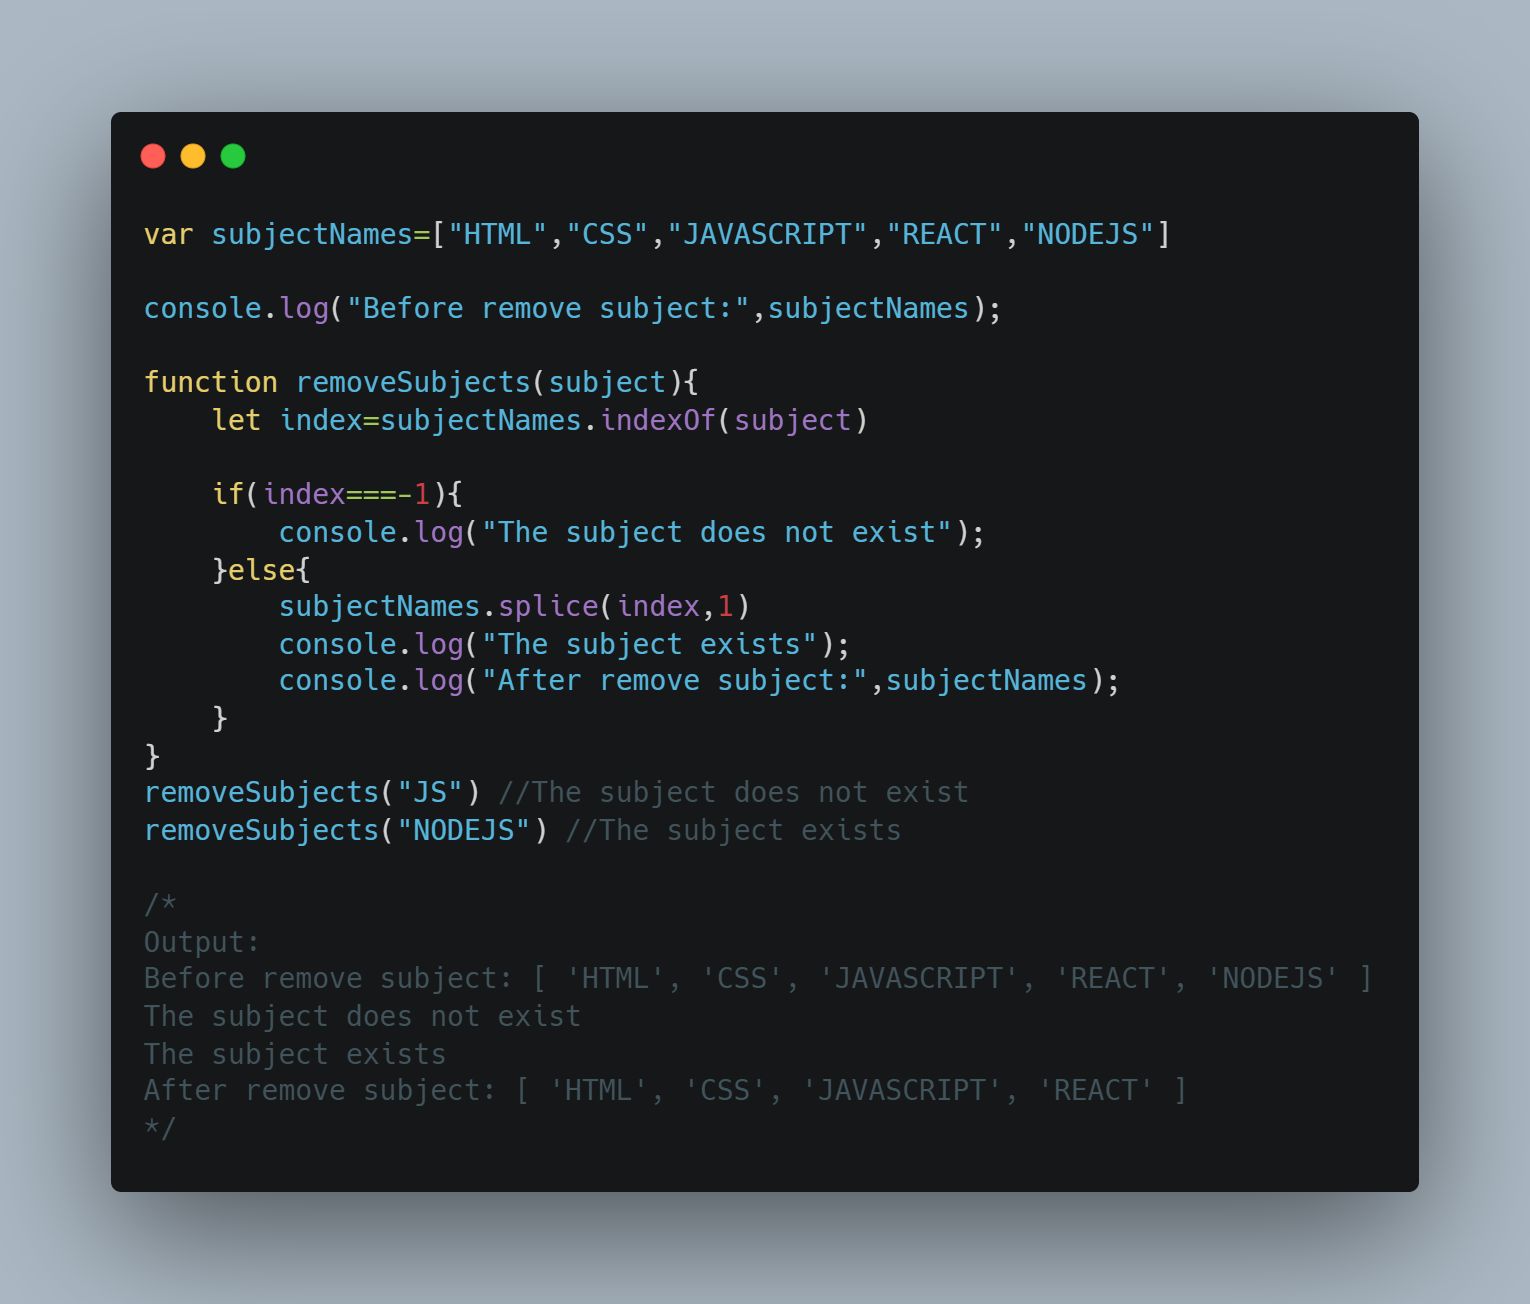 var subjectNames=["HTML","CSS","JAVASCRIPT","REACT","NODEJS"]

console.log("Before remove subject:",subjectNames);

function removeSubjects(subject){
    let index=subjectNames.indexOf(subject)

    if(index===-1){
        console.log("The subject does not exist");
    }else{
        subjectNames.splice(index,1)
        console.log("The subject exists");
        console.log("After remove subject:",subjectNames);
    }
}
removeSubjects("JS") //The subject does not exist
removeSubjects("NODEJS") //The subject exists

/*
Output:
Before remove subject: [ 'HTML', 'CSS', 'JAVASCRIPT', 'REACT', 'NODEJS' ]
The subject does not exist
The subject exists
After remove subject: [ 'HTML', 'CSS', 'JAVASCRIPT', 'REACT' ]
*/